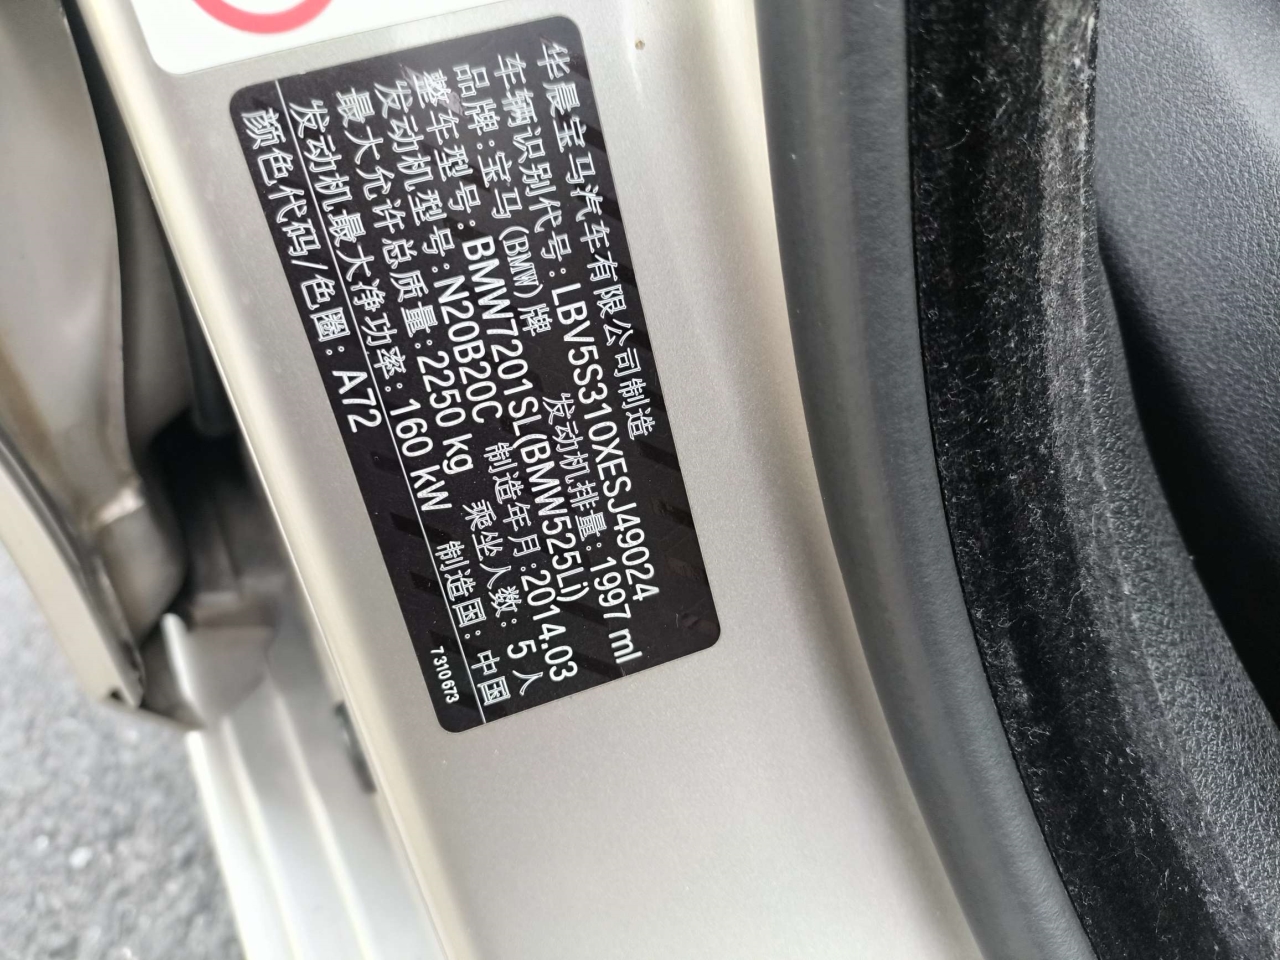 华晨宝马汽车有限公司制造
车辆识别代号:LBV5S310XESJ49024
品牌:宝马(BMW)牌 发动机排量:1997 ml
整车型号:BMW7201SL(BMW525Li)
发动机型号:N20B20C 制造年月:2014.03
最大允许总质量:2250 kg 乘坐人数: 5人
发动机最大净功率:160 kW 制造国:中国
颜色代码/色圈:A72 7310673